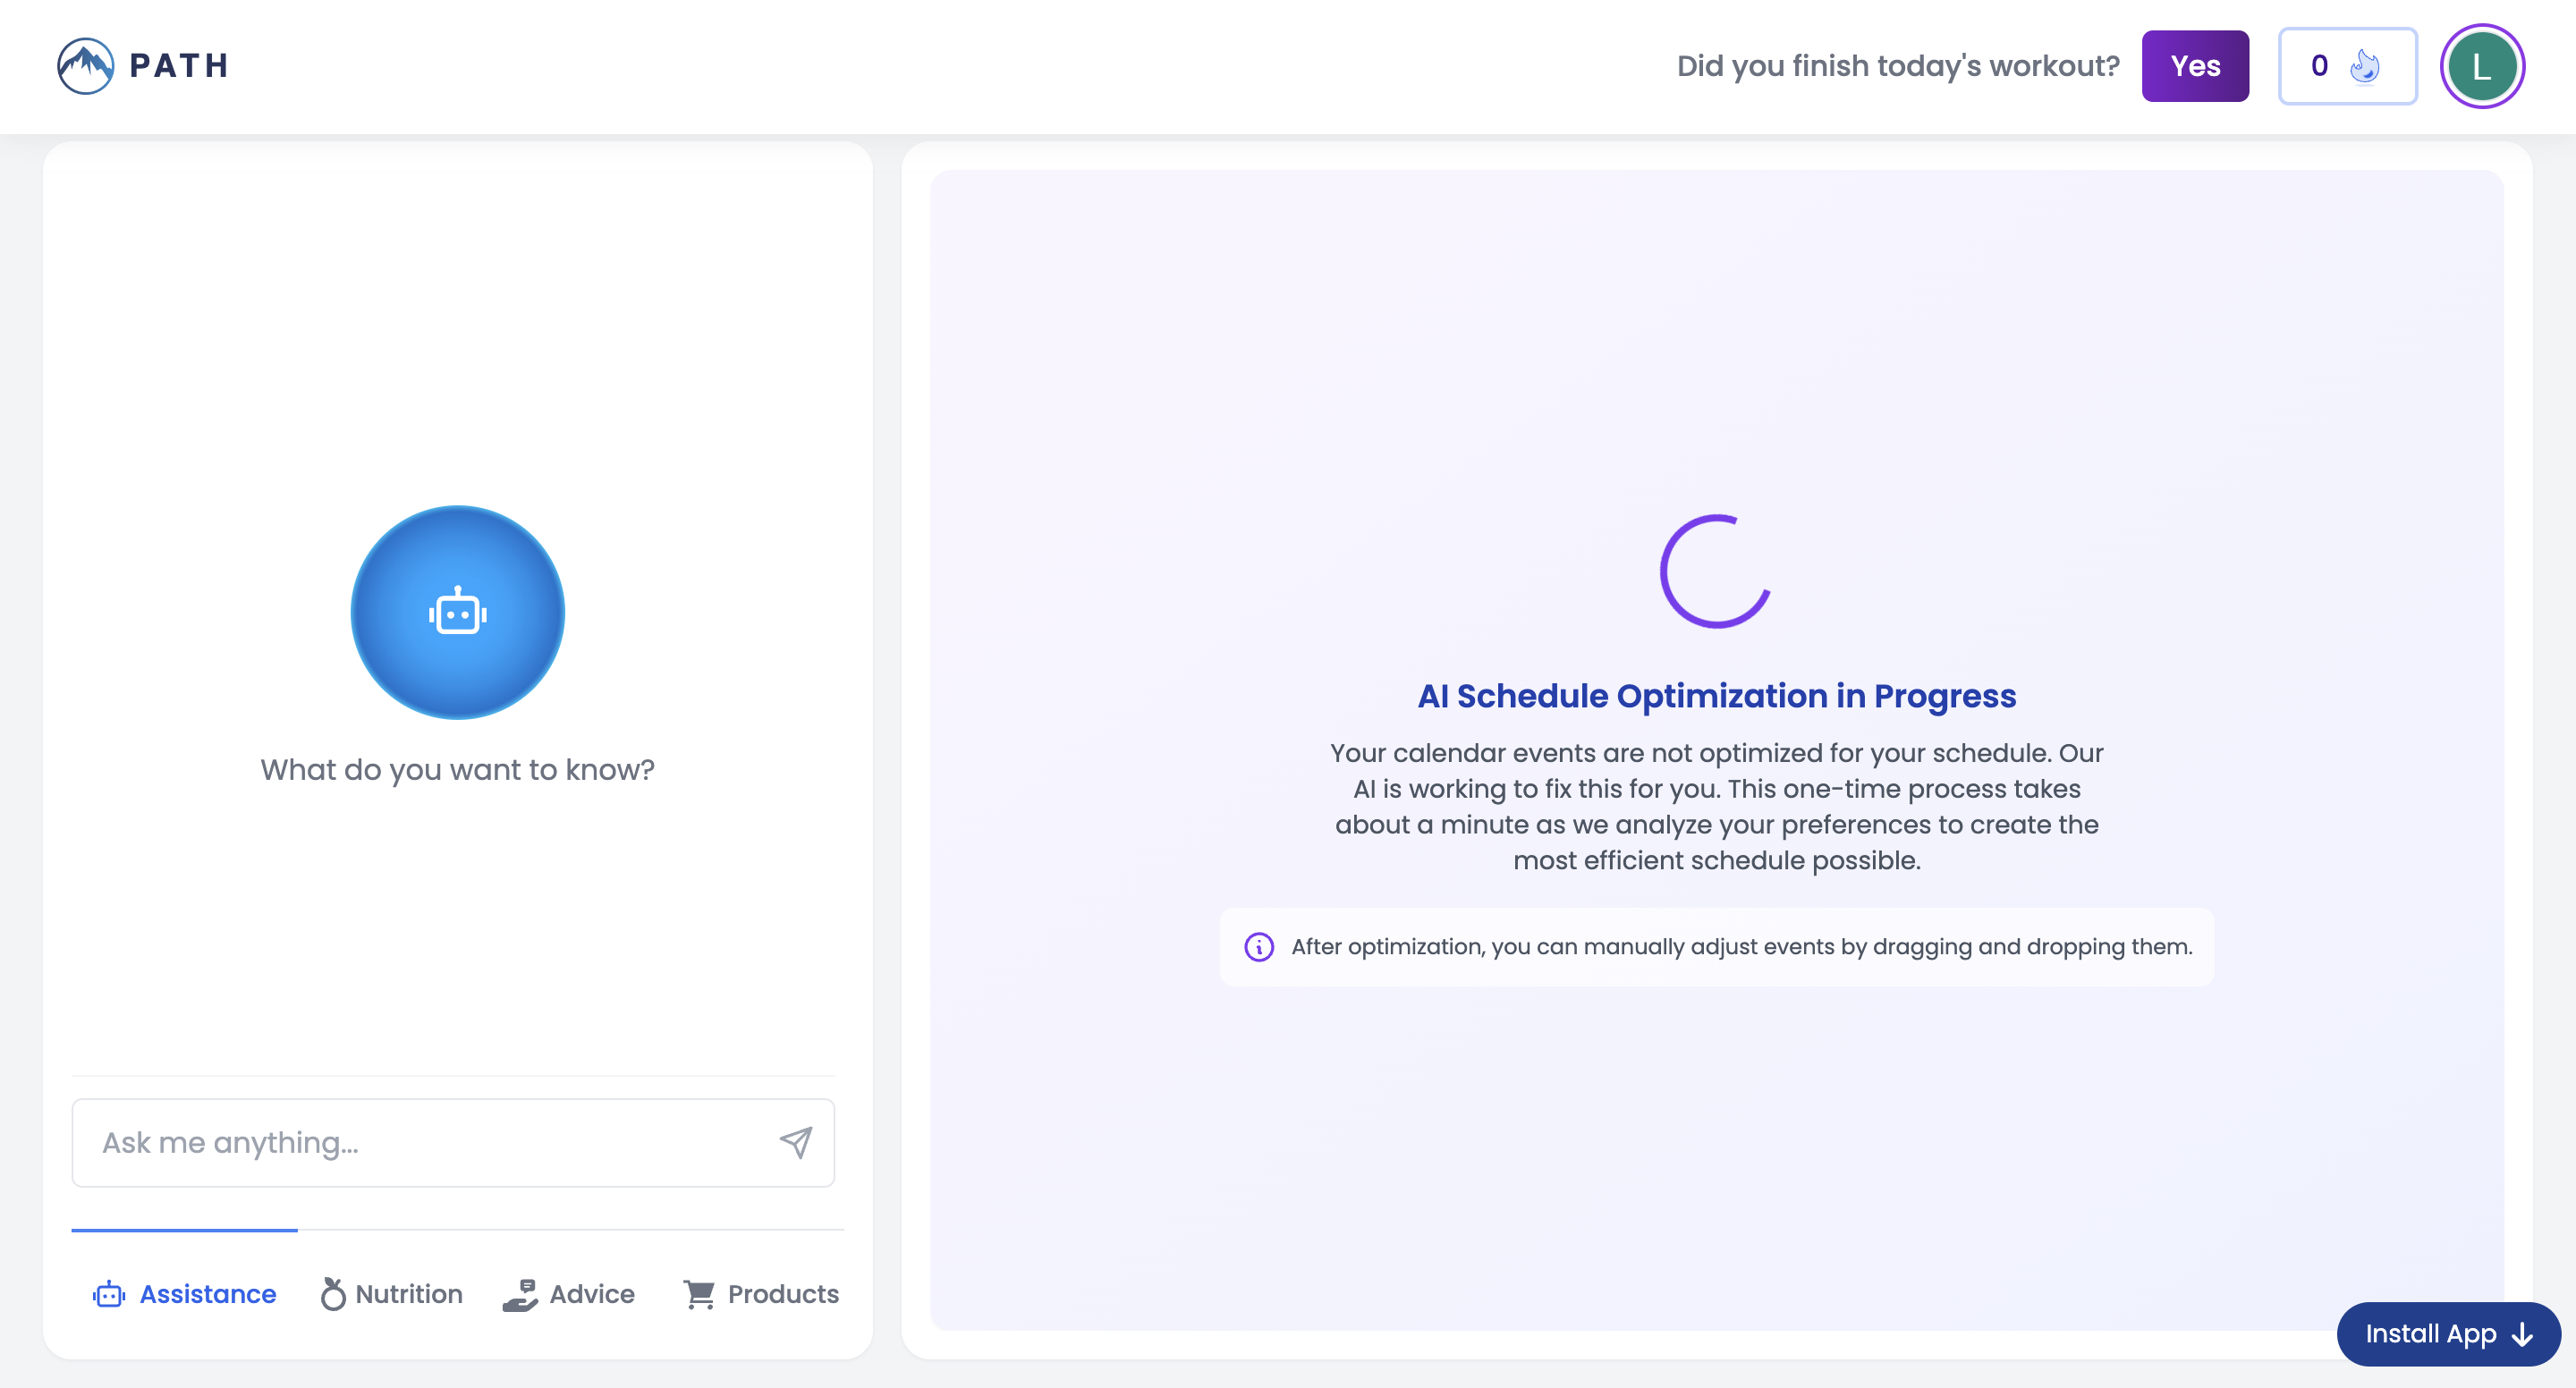 PATH
Did you finish today's workout?
Yes
0
L
What do you want to know?
Ask me anything...
Assistance
Nutrition
Advice
Products
AI Schedule Optimization in Progress
Your calendar events are not optimized for your schedule. Our
AI is working to fix this for you. This one-time process takes
about a minute as we analyze your preferences to create the
most efficient schedule possible.
After optimization, you can manually adjust events by dragging and dropping them.
Install App